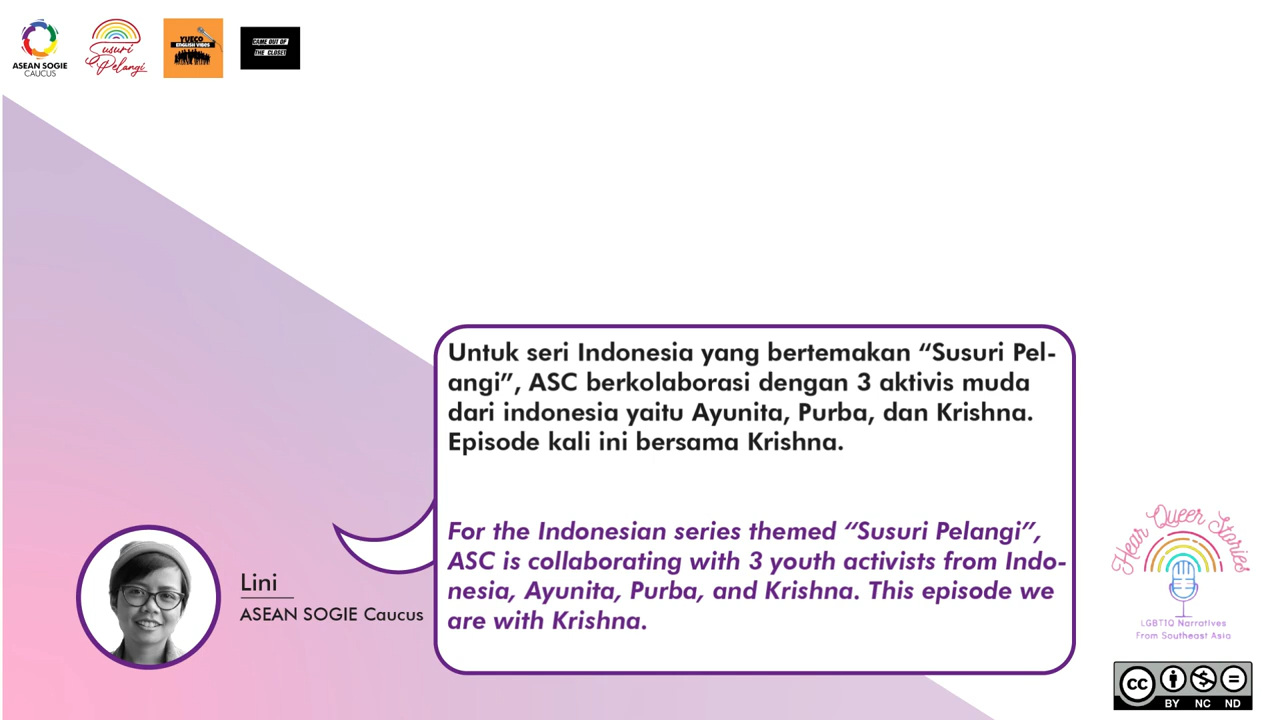 ASEAN SOGIE
CAUCUS
Susuri
Pelangi
YUECO
ENGLISH VIBES
CAME OUT OF
THE CLOSET
Untuk seri Indonesia yang bertemakan “Susuri Pel-
angi”, ASC berkolaborasi dengan 3 aktivis muda
dari indonesia yaitu Ayunita, Purba, dan Krishna.
Episode kali ini bersama Krishna.
For the Indonesian series themed “Susuri Pelangi”,
ASC is collaborating with 3 youth activists from Indo-
nesia, Ayunita, Purba, and Krishna. This episode we
are with Krishna.
Lini
ASEAN SOGIE Caucus
Hear Queer Stories
LGBTIQ Narratives
From Southeast Asia
cc
BY NC ND